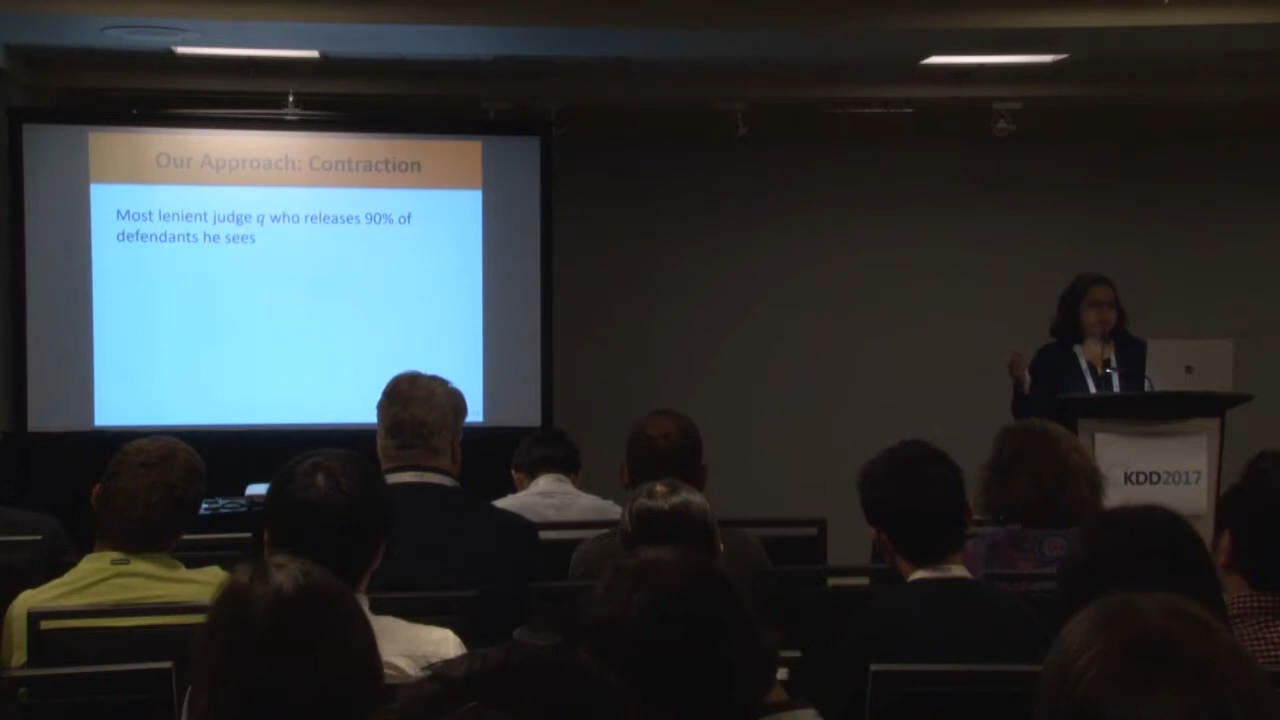 Our Approach: Contraction
Most lenient judge q who releases 90% of
defendants he sees
KDD2017